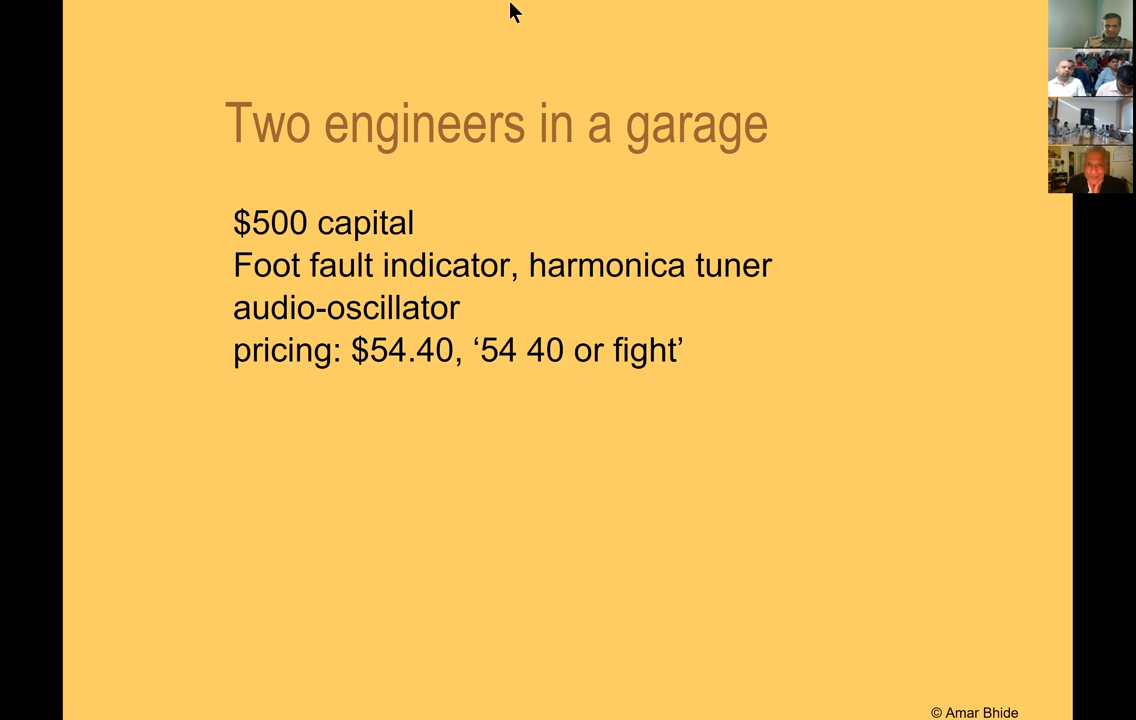 Two engineers in a garage
$500 capital
Foot fault indicator, harmonica tuner
audio-oscillator
pricing: $54.40, ‘54 40 or fight’
© Amar Bhide